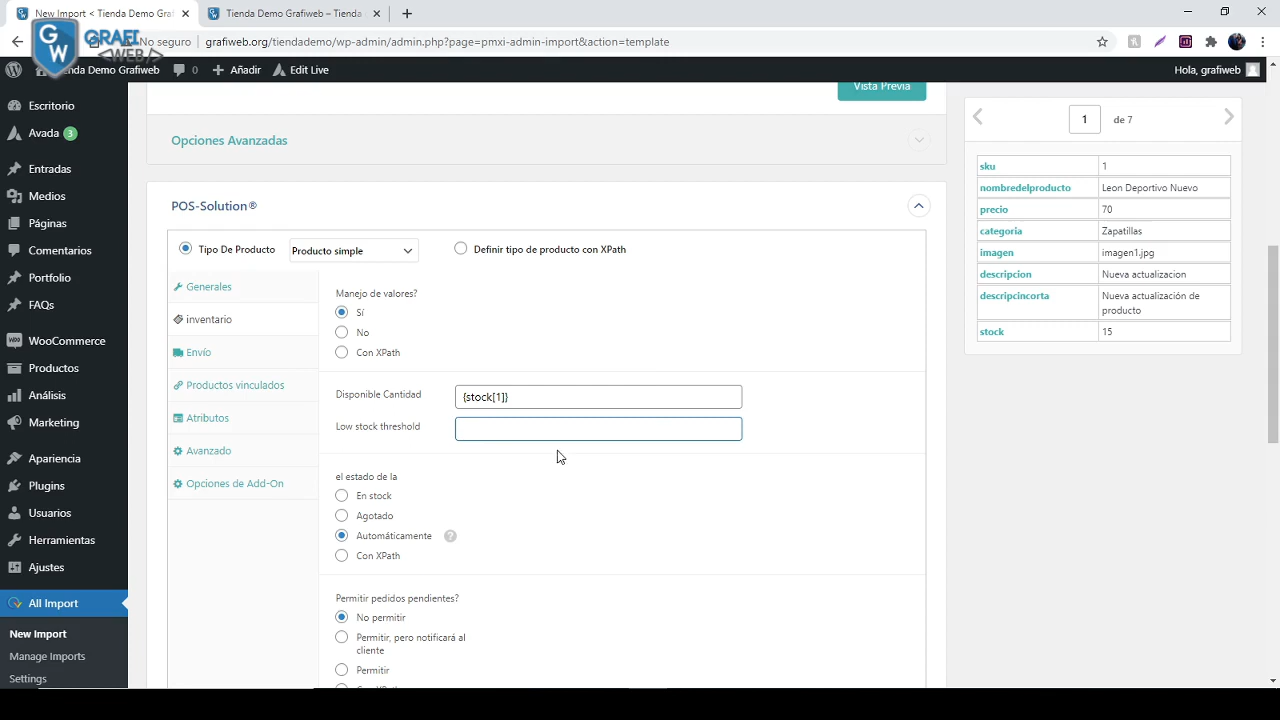 New Import < Tienda Demo Grafi
Tienda Demo Grafiweb – Tienda
GW
GRAFI
<WEB/>
No seguro
grafiweb.org/tiendademo/wp-admin/admin.php?page=pmxi-admin-import&action=template
nda Demo Grafiweb
0
Añadir
Edit Live
Hola, grafiweb
Escritorio
Avada 3
Entradas
Medios
Páginas
Comentarios
Portfolio
FAQs
WooCommerce
Productos
Análisis
Marketing
Apariencia
Plugins
Usuarios
Herramientas
Ajustes
All Import
New Import
Manage Imports
Settings
Vista Previa
Opciones Avanzadas
POS-Solution®
Tipo De Producto
Producto simple
Definir tipo de producto con XPath
Generales
inventario
Envío
Productos vinculados
Atributos
Avanzado
Opciones de Add-On
Manejo de valores?
Sí
No
Con XPath
Disponible Cantidad
{stock[1]}
Low stock threshold
el estado de la
En stock
Agotado
Automáticamente ?
Con XPath
Permitir pedidos pendientes?
No permitir
Permitir, pero notificará al
cliente
Permitir
1
de 7
sku 1
nombredelproducto Leon Deportivo Nuevo
precio 70
categoria Zapatillas
imagen imagen1.jpg
descripcion Nueva actualizacion
descripcincorta Nueva actualización de
producto
stock 15